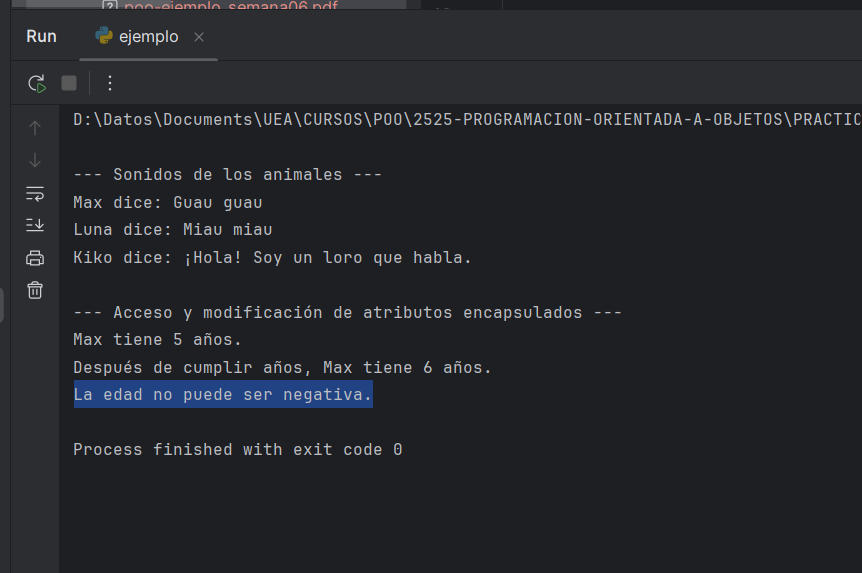 poo-ejemplo_semana06.pdf
Run
ejemplo
D:\Datos\Documents\UEA\CURSOS\POO\2525-PROGRAMACION-ORIENTADA-A-OBJETOS\PRACTIC
--- Sonidos de los animales ---
Max dice: Guau guau
Luna dice: Miau miau
Kiko dice: ¡Hola! Soy un loro que habla.
--- Acceso y modificación de atributos encapsulados ---
Max tiene 5 años.
Después de cumplir años, Max tiene 6 años.
La edad no puede ser negativa.
Process finished with exit code 0